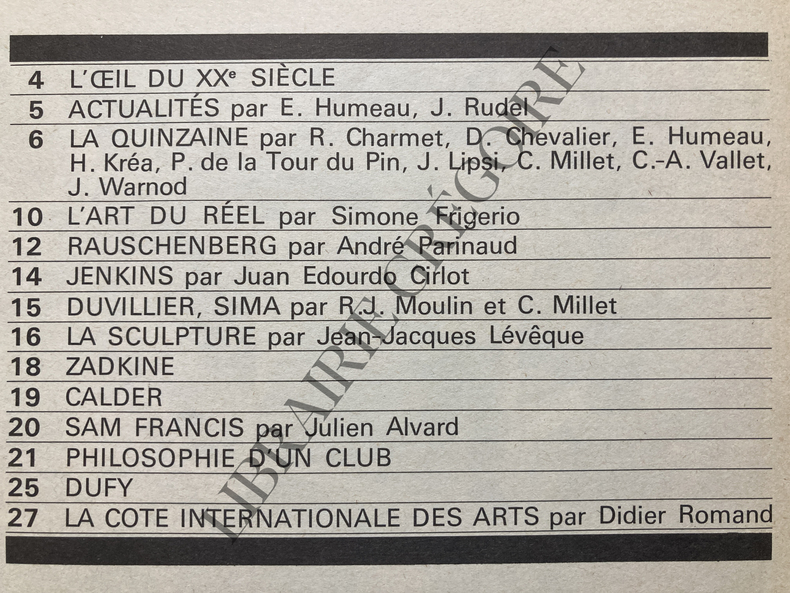 4 L'ŒIL DU XXe SIÈCLE
5 ACTUALITÉS par E. Humeau, J. Rudel
6 LA QUINZAINE par R. Charmet, D. Chevalier, E. Humeau,
H. Kréa, P. de la Tour du Pin, J. Lipsi, C. Millet, C.-A. Vallet,
J. Warnod
10 L'ART DU RÉEL par Simone Frigerio
12 RAUSCHENBERG par André Parinaud
14 JENKINS par Juan Edourdo Cirlot
15 DUVILLIER, SIMA par R.J. Moulin et C. Millet
16 LA SCULPTURE par Jean-Jacques Lévêque
18 ZADKINE
19 CALDER
20 SAM FRANCIS par Julien Alvard
21 PHILOSOPHIE D'UN CLUB
25 DUFY
27 LA COTE INTERNATIONALE DES ARTS par Didier Romand
LIBRAIRIE GRÉGOIRE